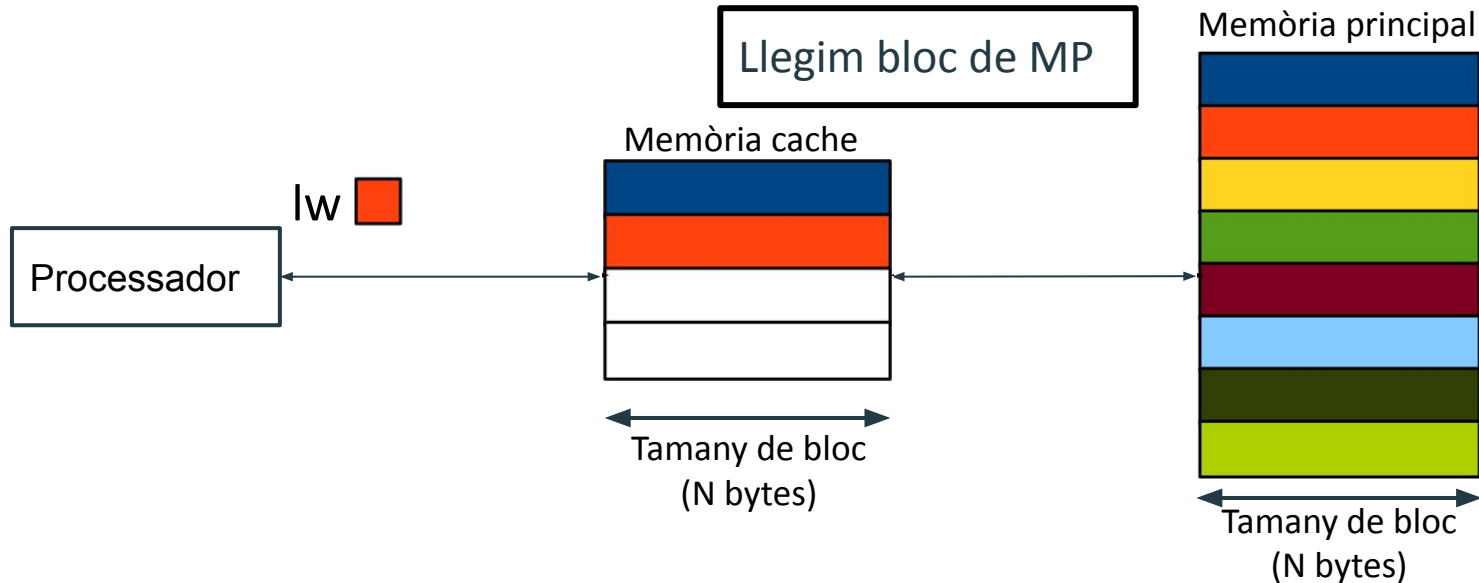 Llegim bloc de MP
Memòria principal
Memòria cache
lw
Processador
Tamany de bloc
(N bytes)
Tamany de bloc
(N bytes)